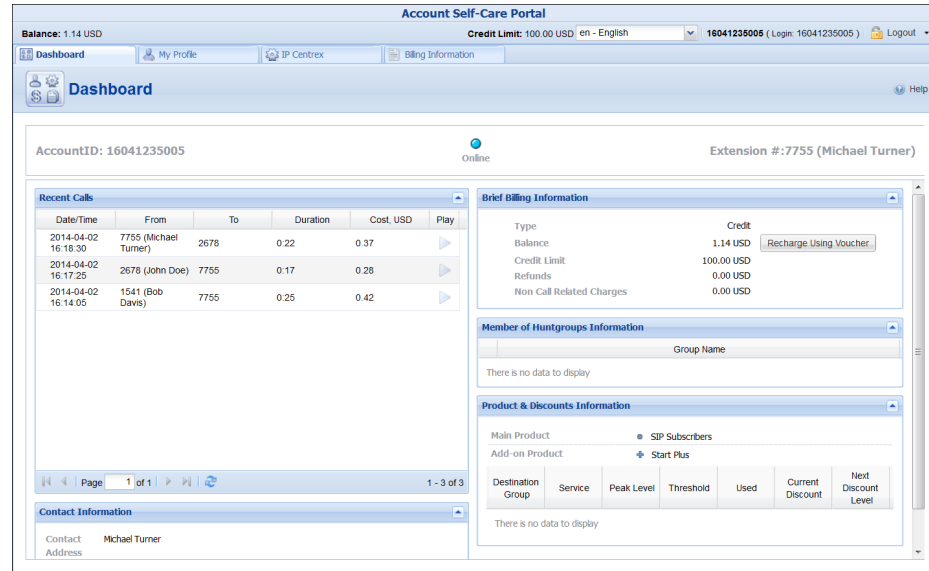 Account Self-Care Portal
Balance: 1.14 USD Credit Limit: 100.00 USD en - English 16041235005 ( Login: 16041235005 ) Logout
Dashboard My Profile IP Centrex Billing Information
Dashboard Help
AccountID: 16041235005 Online Extension #:7755 (Michael Turner)
Recent Calls
Date/Time From To Duration Cost, USD Play
2014-04-02 16:18:30 7755 (Michael Turner) 2678 0:22 0.37
2014-04-02 16:17:25 2678 (John Doe) 7755 0:17 0.28
2014-04-02 16:14:05 1541 (Bob Davis) 7755 0:25 0.42
Page 1 of 1 1 - 3 of 3
Contact Information
Contact Michael Turner
Address
Brief Billing Information
Type Credit
Balance 1.14 USD Recharge Using Voucher
Credit Limit 100.00 USD
Refunds 0.00 USD
Non Call Related Charges 0.00 USD
Member of Huntgroups Information
Group Name
There is no data to display
Product & Discounts Information
Main Product SIP Subscribers
Add-on Product Start Plus
Destination Group Service Peak Level Threshold Used Current Discount Next Discount Level
There is no data to display